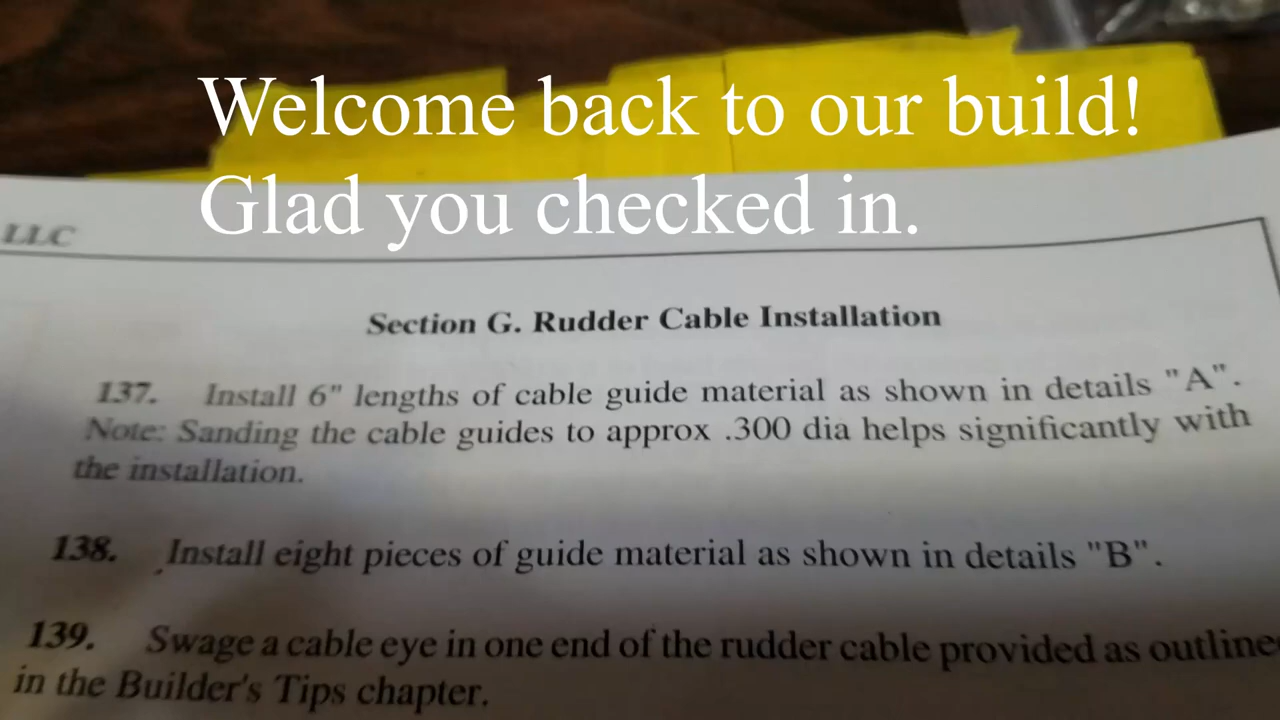 Welcome back to our build!
Glad you checked in.
LLC
Section G. Rudder Cable Installation
137. Install 6" lengths of cable guide material as shown in details "A".
Note: Sanding the cable guides to approx .300 dia helps significantly with
the installation.
138. Install eight pieces of guide material as shown in details "B".
139. Swage a cable eye in one end of the rudder cable provided as outline
in the Builder's Tips chapter.